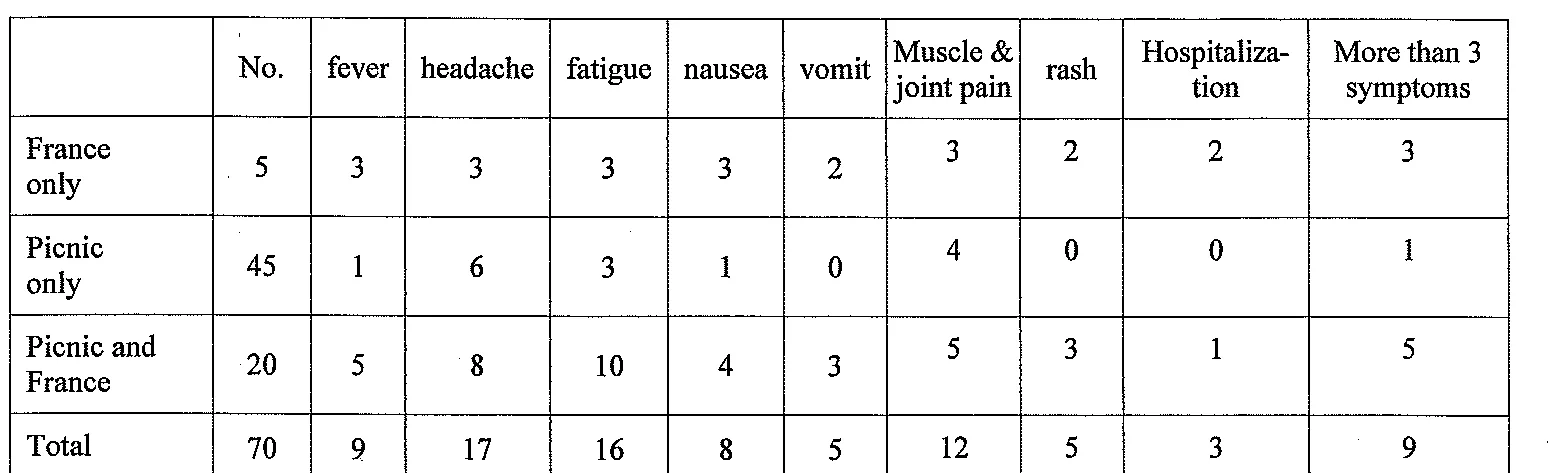 No. fever headache fatigue nausea vomit Muscle & joint pain rash Hospitaliza-tion More than 3 symptoms
France only 5 3 3 3 3 2 3 2 2 3
Picnic only 45 1 6 3 1 0 4 0 0 1
Picnic and France 20 5 8 10 4 3 5 3 1 5
Total 70 9 17 16 8 5 12 5 3 9